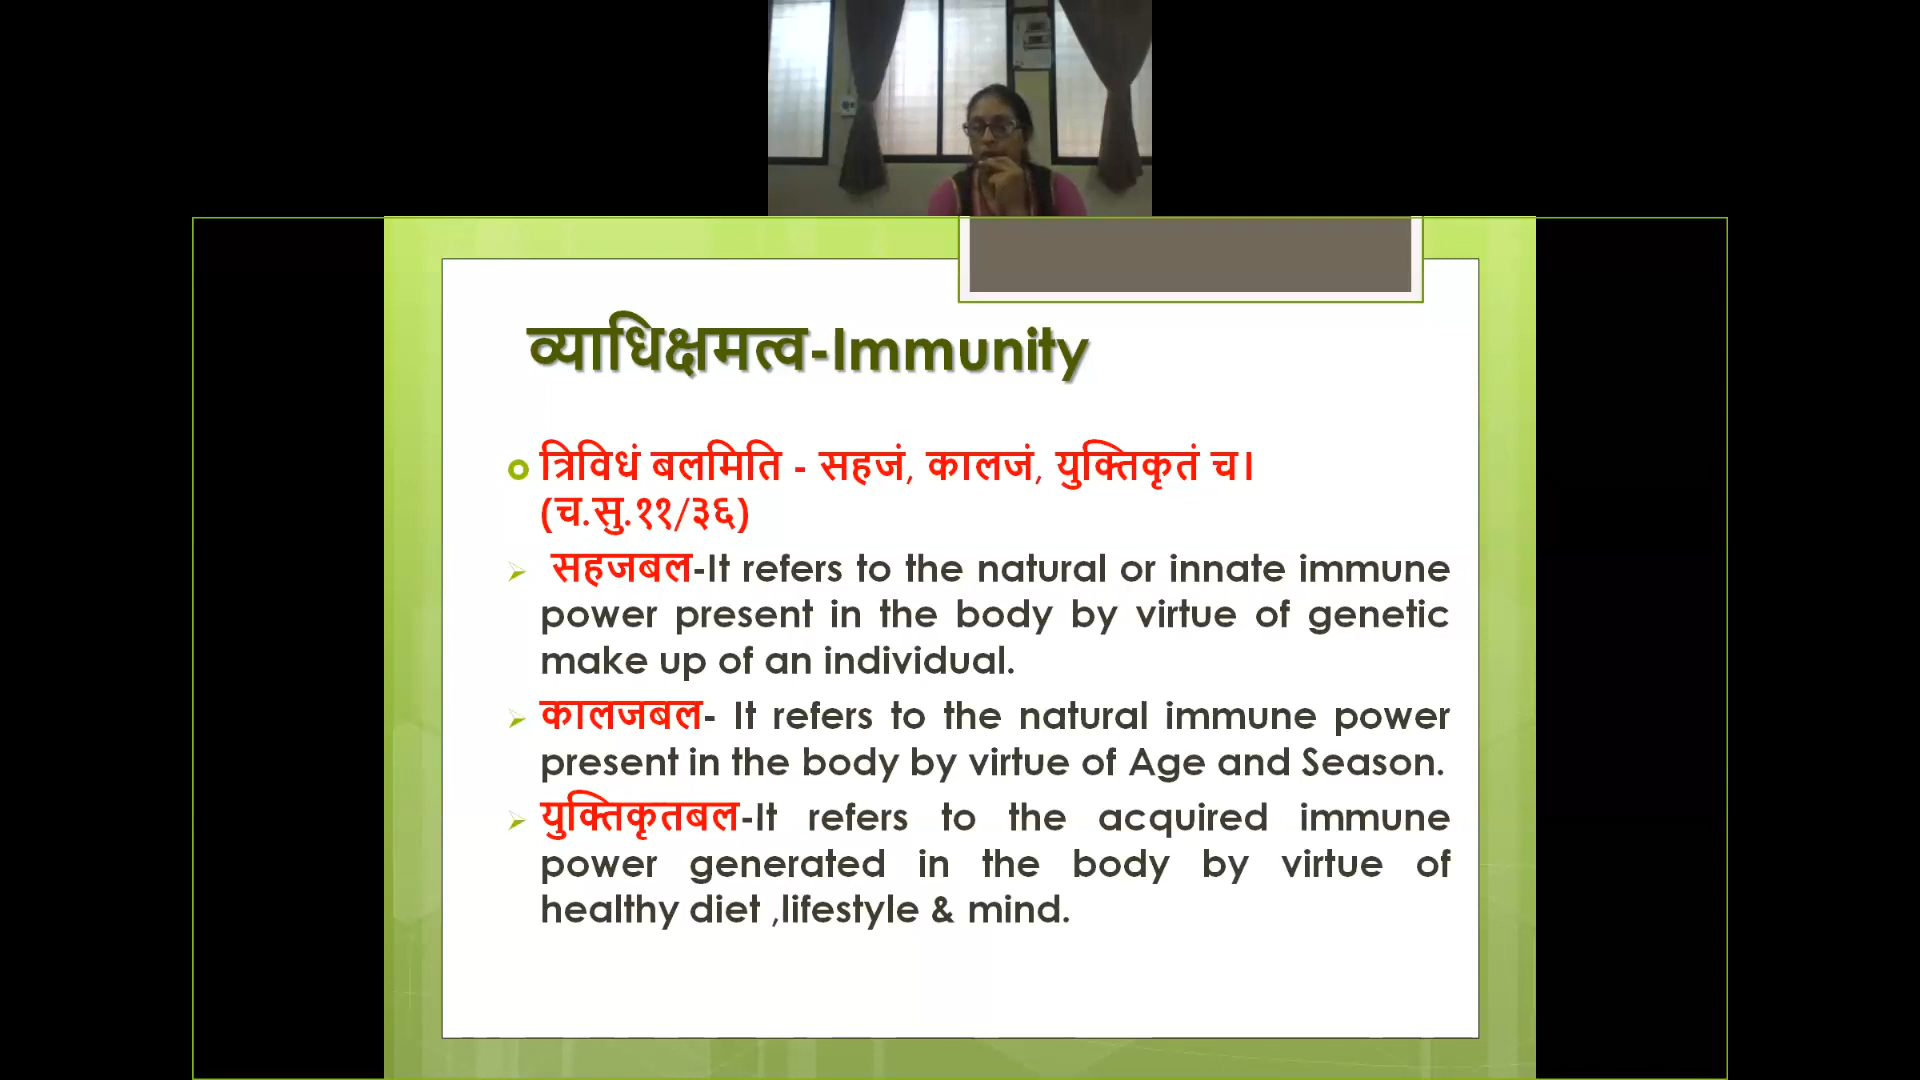 व्याधिक्षमत्व-Immunity
त्रिविधं बलमिति - सहजं, कालजं, युक्तिकृतं च।
(च.सु.११/३६)
सहजबल-It refers to the natural or innate immune
power present in the body by virtue of genetic
make up of an individual.
कालजबल- It refers to the natural immune power
present in the body by virtue of Age and Season.
युक्तिकृतबल-It refers to the acquired immune
power generated in the body by virtue of
healthy diet ,lifestyle & mind.